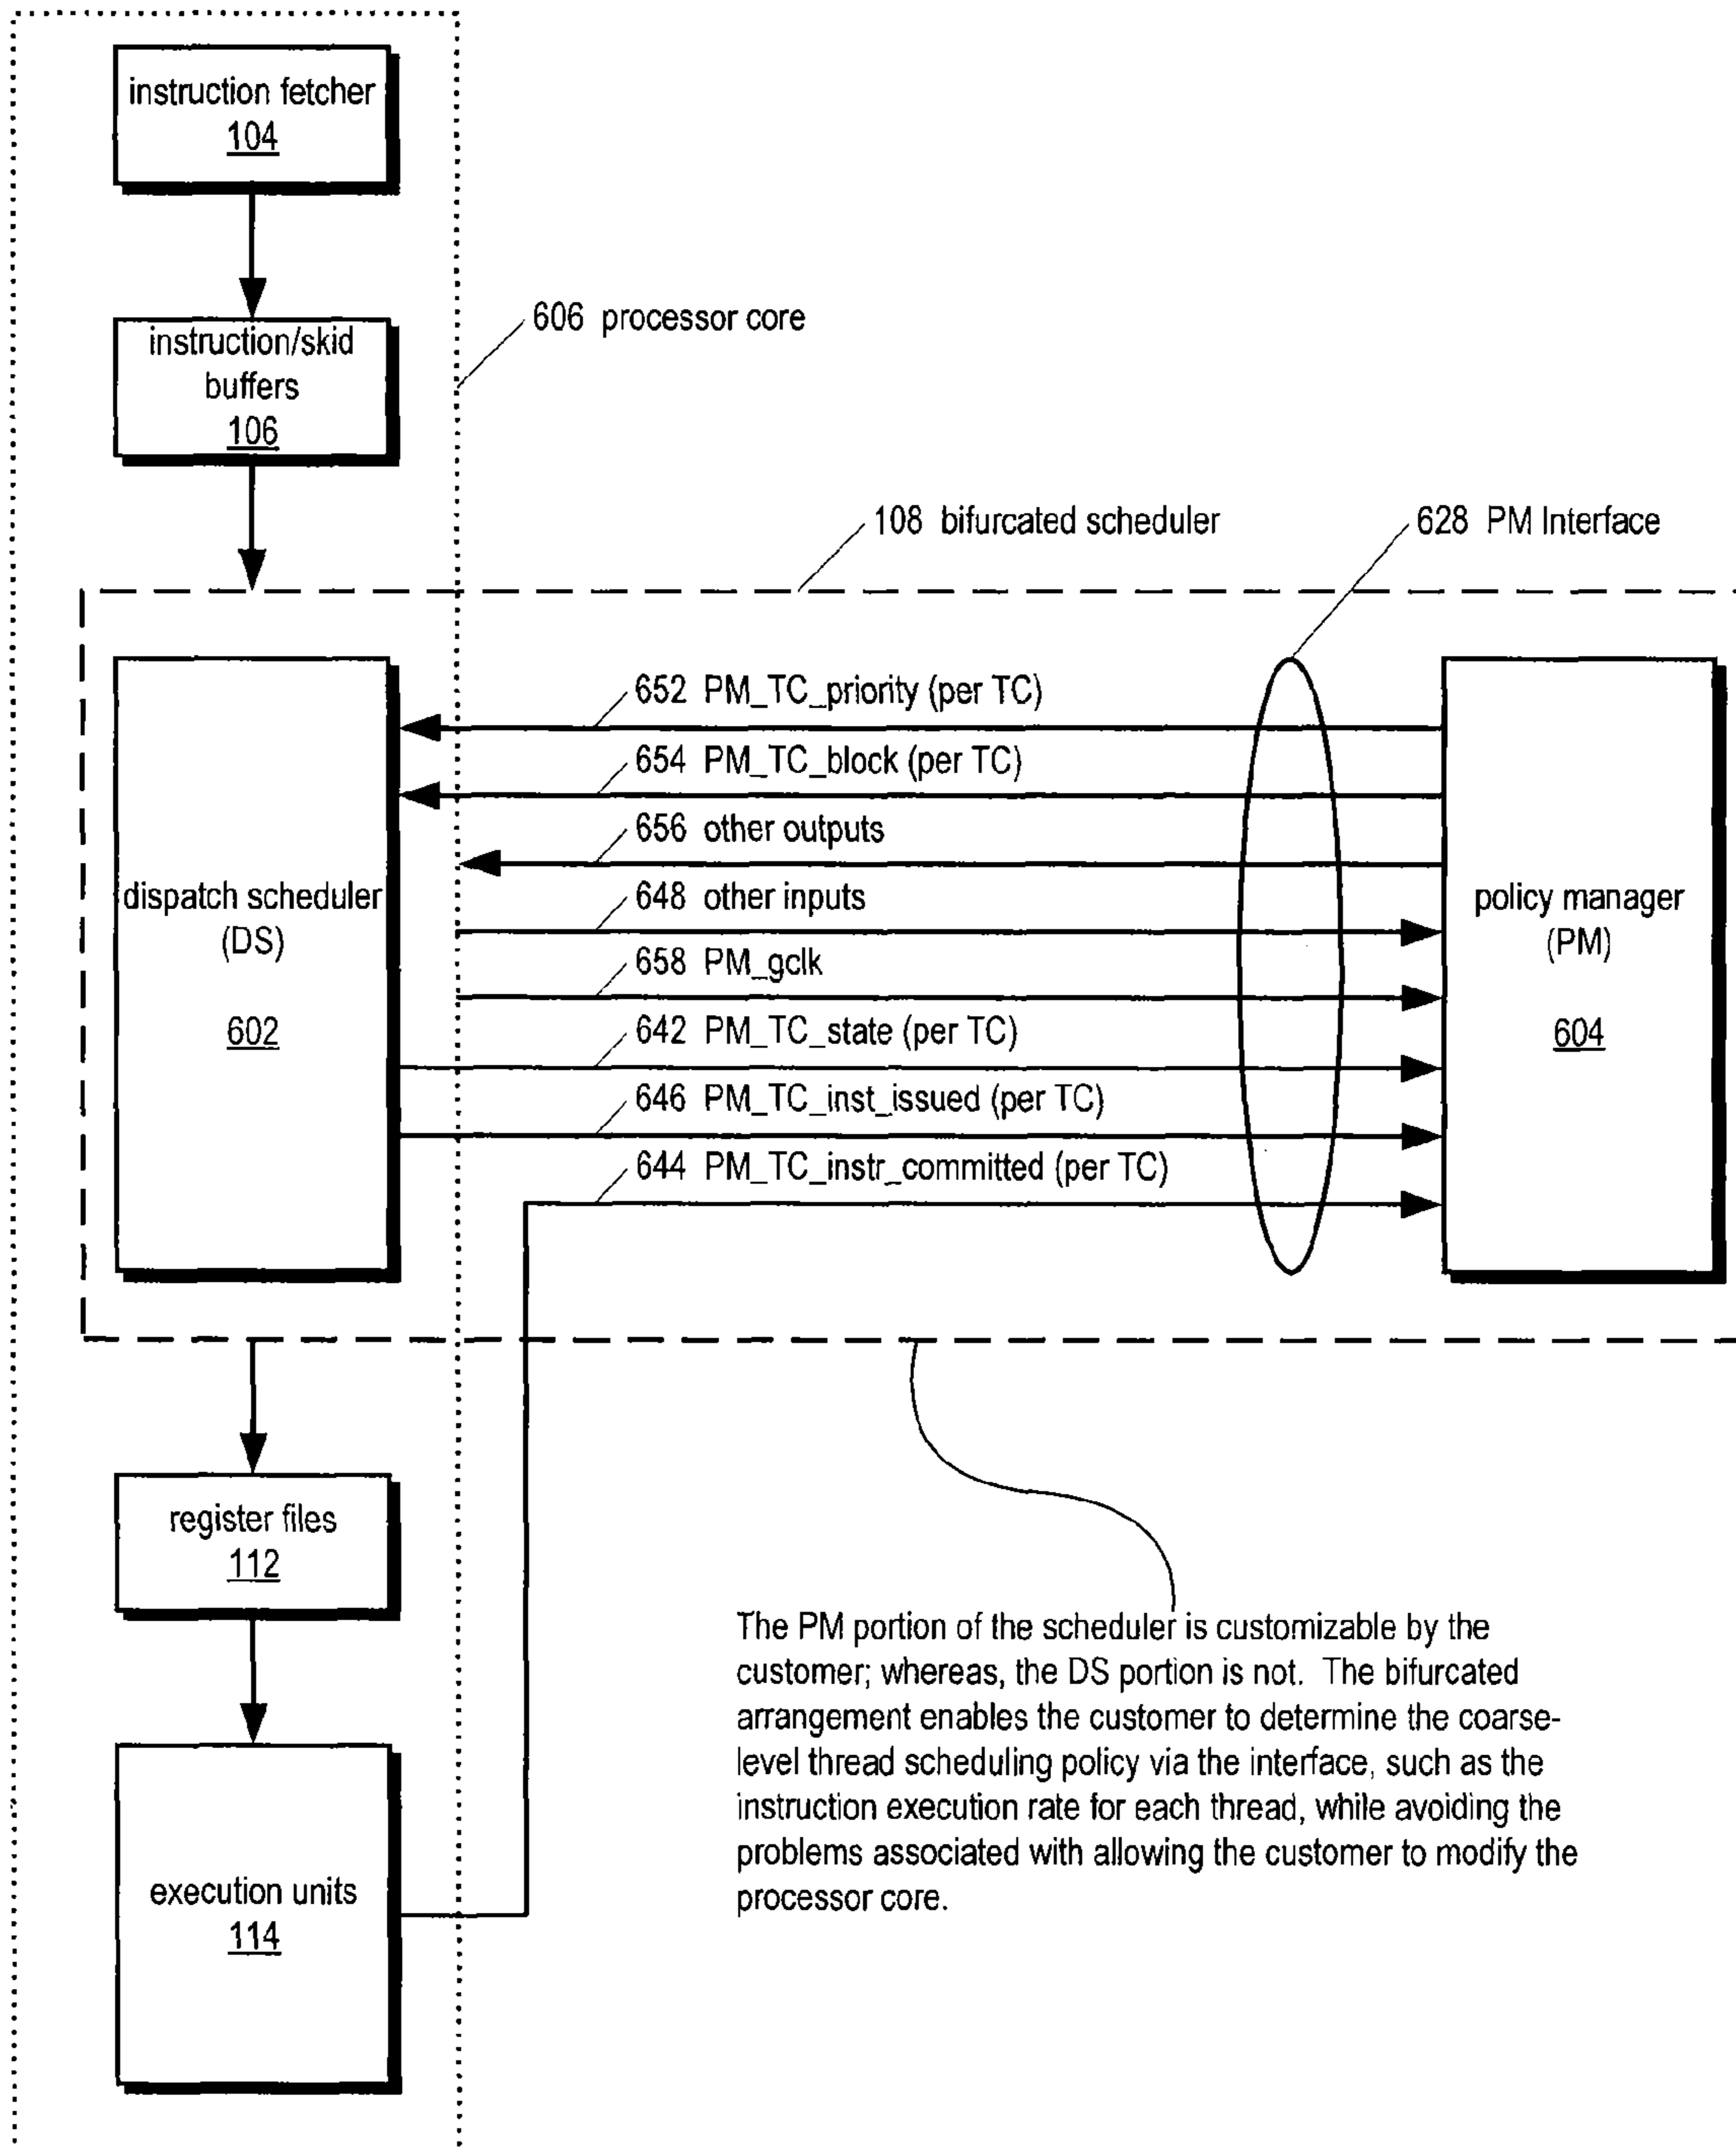 instruction fetcher
104
instruction/skid
buffers
106
606 processor core
108 bifurcated scheduler
628 PM Interface
dispatch scheduler
(DS)
602
652 PM_TC_priority (per TC)
654 PM_TC_block (per TC)
656 other outputs
648 other inputs
658 PM_gclk
642 PM_TC_state (per TC)
646 PM_TC_inst_issued (per TC)
644 PM_TC_instr_committed (per TC)
policy manager
(PM)
604
register files
112
execution units
114
The PM portion of the scheduler is customizable by the
customer; whereas, the DS portion is not. The bifurcated
arrangement enables the customer to determine the coarse-
level thread scheduling policy via the interface, such as the
instruction execution rate for each thread, while avoiding the
problems associated with allowing the customer to modify the
processor core.